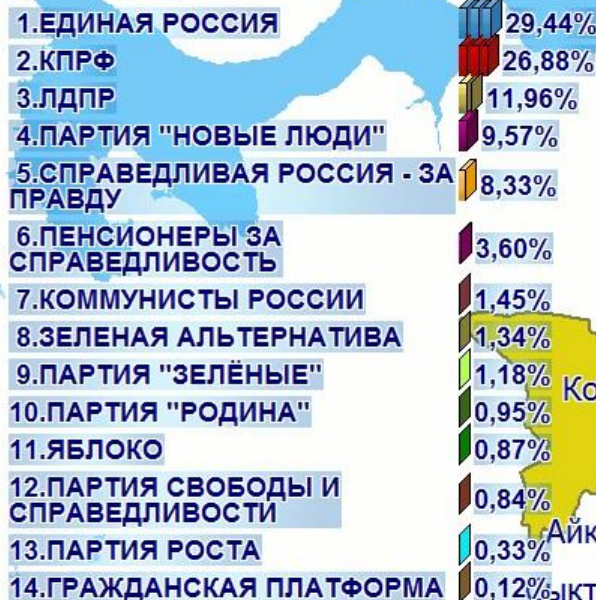 1.ЕДИНАЯ РОССИЯ 29,44%
2.КПРФ 26,88%
3.ЛДПР 11,96%
4.ПАРТИЯ "НОВЫЕ ЛЮДИ" 9,57%
5.СПРАВЕДЛИВАЯ РОССИЯ - ЗА
ПРАВДУ 8,33%
6.ПЕНСИОНЕРЫ ЗА
СПРАВЕДЛИВОСТЬ 3,60%
7.КОММУНИСТЫ РОССИИ 1,45%
8.ЗЕЛЕНАЯ АЛЬТЕРНАТИВА 1,34%
9.ПАРТИЯ "ЗЕЛЁНЫЕ" 1,18%
Ко
10.ПАРТИЯ "РОДИНА" 0,95%
11.ЯБЛОКО 0,87%
12.ПАРТИЯ СВОБОДЫ И
СПРАВЕДЛИВОСТИ 0,84%
Айк
13.ПАРТИЯ РОСТА 0,33%
14.ГРАЖДАНСКАЯ ПЛАТФОРМА 0,12%